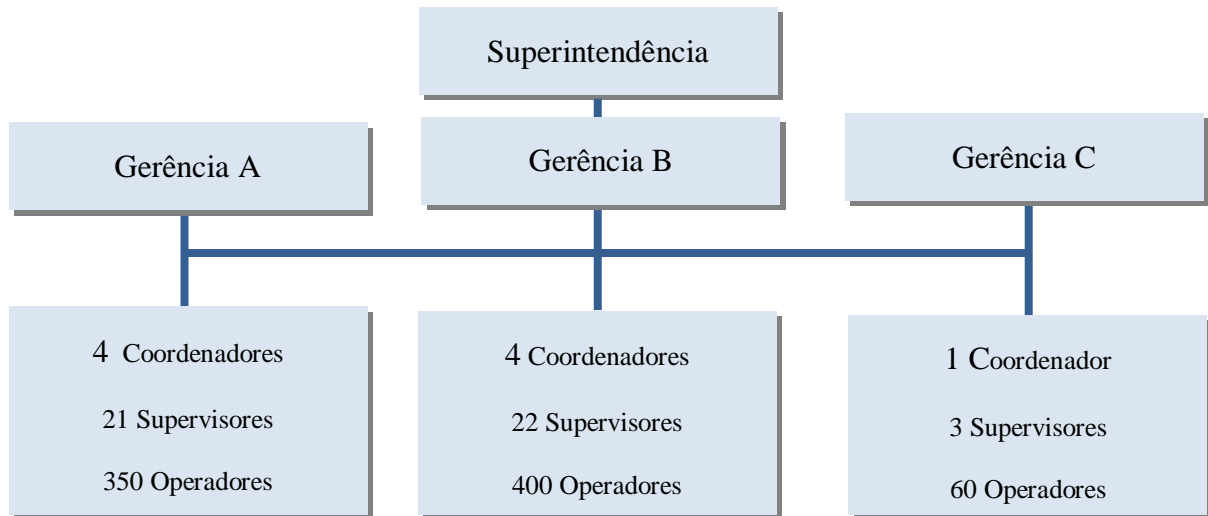 Superintendência
Gerência A
Gerência B
Gerência C
4 Coordenadores
21 Supervisores
350 Operadores
4 Coordenadores
22 Supervisores
400 Operadores
1 Coordenador
3 Supervisores
60 Operadores